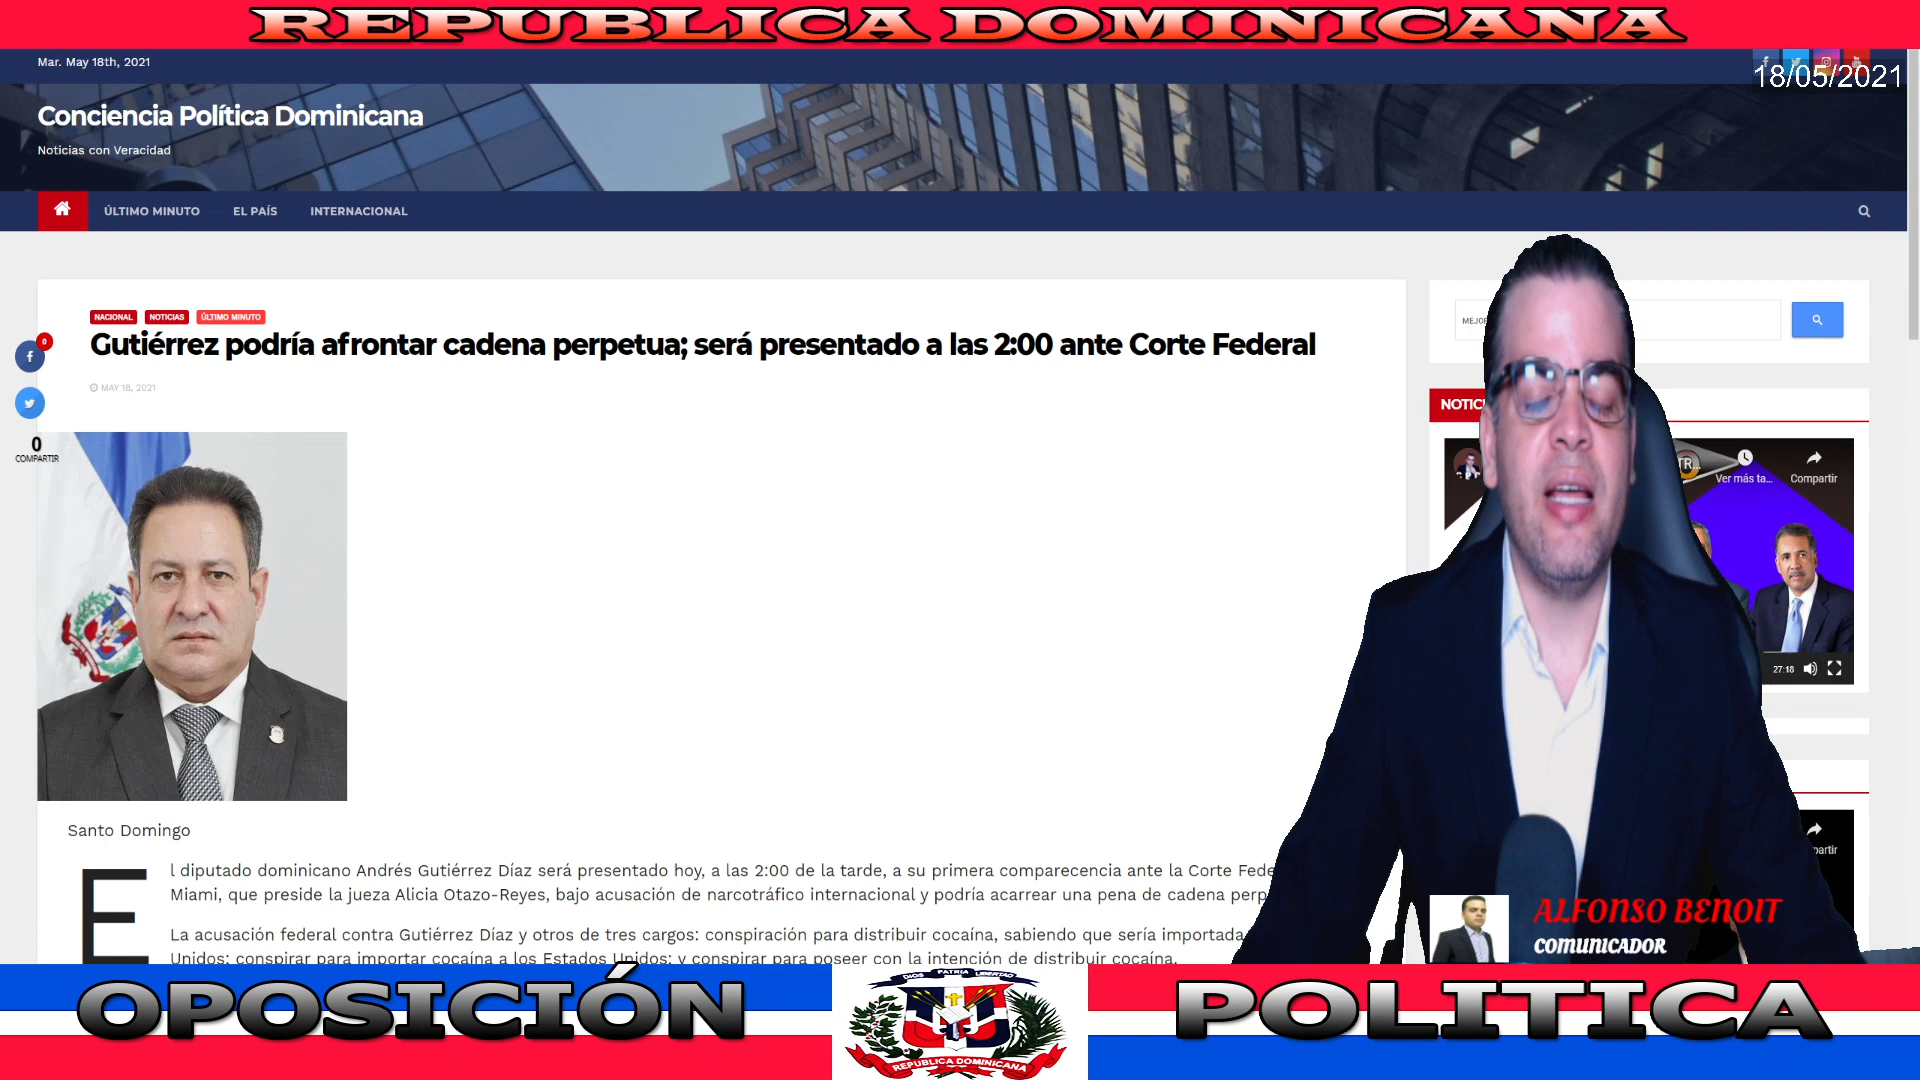 REPUBLICA DOMINICANA
Mar. May 18th, 2021
18/05/2021
Conciencia Política Dominicana
Noticias con Veracidad
ÚLTIMO MINUTO
EL PAÍS
INTERNACIONAL
NACIONAL
NOTICIAS
ÚLTIMO MINUTO
Gutiérrez podría afrontar cadena perpetua; será presentado a las 2:00 ante Corte Federal
MAY 18, 2021
0
0
COMPARTIR
Santo Domingo
El diputado dominicano Andrés Gutiérrez Díaz será presentado hoy, a las 2:00 de la tarde, a su primera comparecencia ante la Corte Fede
Miami, que preside la jueza Alicia Otazo-Reyes, bajo acusación de narcotráfico internacional y podría acarrear una pena de cadena perp
La acusación federal contra Gutiérrez Díaz y otros de tres cargos: conspiración para distribuir cocaína, sabiendo que sería importada
Unidos; conspirar para importar cocaína a los Estados Unidos; y conspirar para poseer con la intención de distribuir cocaína.
MEJO
NOTIC
TR...
Ver más ta...
Compartir
27:18
partir
ALFONSO BENOIT
COMUNICADOR
OPOSICIÓN
DIOS PATRIA LIBERTAD
REPUBLICA DOMINICANA
POLITICA